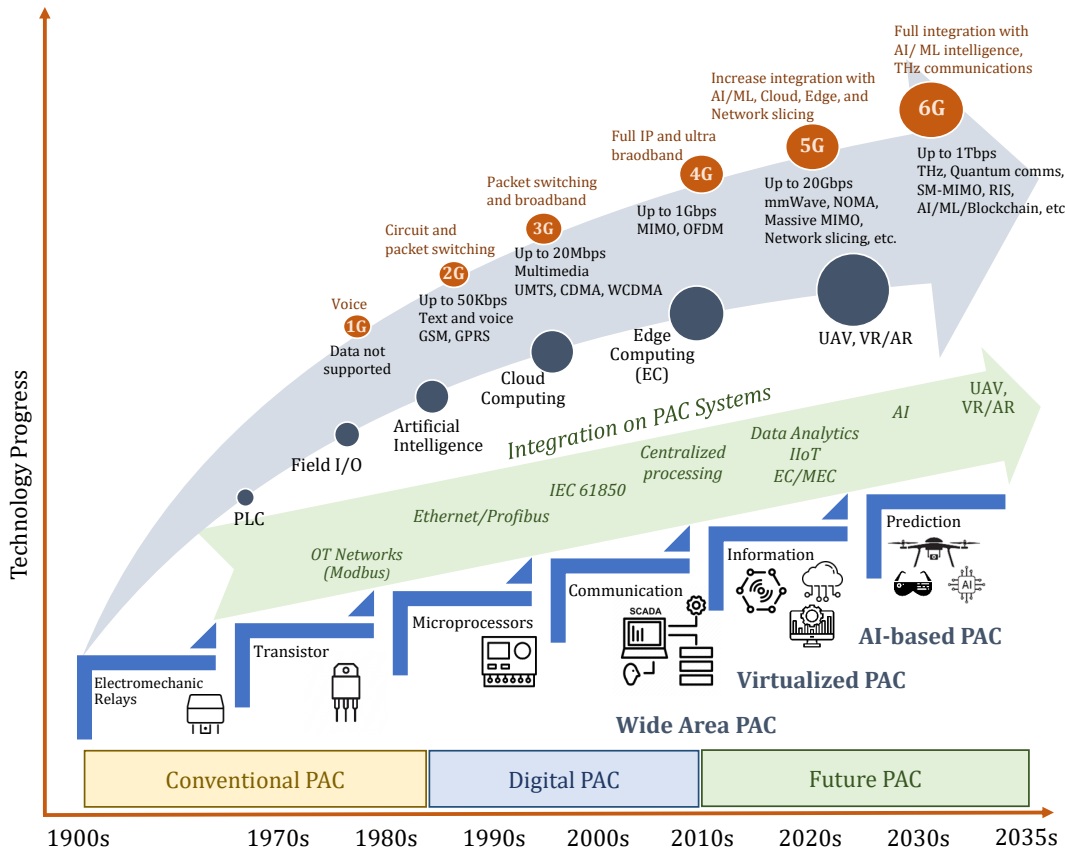 Technology Progress
Full integration with
AI/ ML intelligence,
THz communications
6G
Up to 1Tbps
THz, Quantum comms,
SM-MIMO, RIS,
AI/ML/Blockchain, etc
Increase integration with
AI/ML, Cloud, Edge, and
Network slicing
5G
Up to 20Gbps
mmWave, NOMA,
Massive MIMO,
Network slicing, etc.
Full IP and ultra
braodband
4G
Up to 1Gbps
MIMO, OFDM
Packet switching
and broadband
3G
Up to 20Mbps
Multimedia
UMTS, CDMA, WCDMA
Circuit and
packet switching
2G
Up to 50Kbps
Text and voice
GSM, GPRS
Voice
1G
Data not
supported
PLC
Field I/O
Artificial
Intelligence
Cloud
Computing
Edge
Computing
(EC)
UAV, VR/AR
Integration on PAC Systems
OT Networks
(Modbus)
Ethernet/Profibus
IEC 61850
Centralized
processing
Data Analytics
IIoT
EC/MEC
AI
UAV,
VR/AR
Electromechanic
Relays
Transistor
Microprocessors
Communication
SCADA
Information
Prediction
AI
Wide Area PAC
Virtualized PAC
AI-based PAC
Conventional PAC
Digital PAC
Future PAC
1900s
1970s
1980s
1990s
2000s
2010s
2020s
2030s
2035s